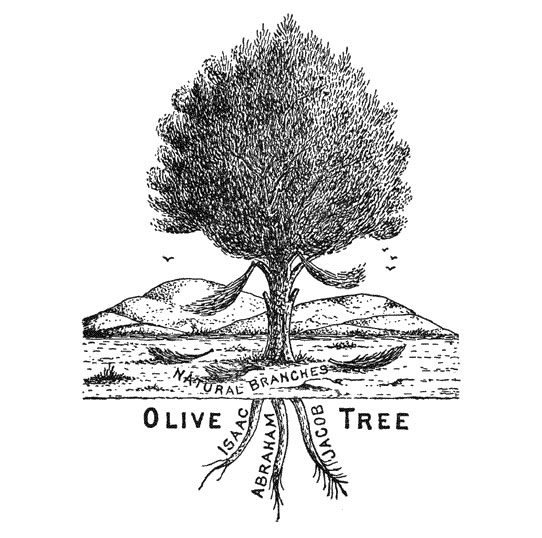 NATURAL BRANCHES
OLIVE TREE
ISAAC
ABRAHAM
JACOB